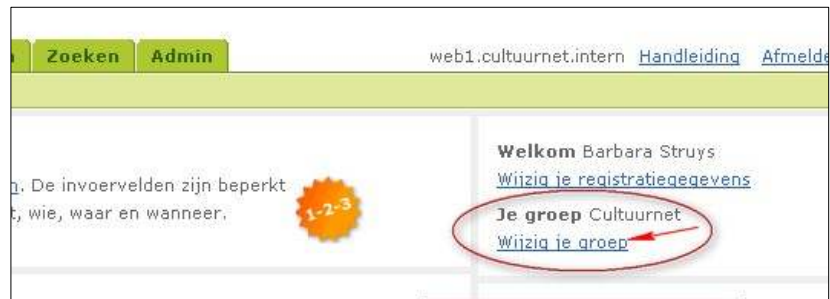 Zoeken Admin web1.cultuurnet.intern Handleiding Afmelde
Welkom Barbara Struys
. De invoervelden zijn beperkt
Wijzig je registratiegegevens
t, wie, waar en wanneer.
1-2-3
Je groep Cultuurnet
Wijzig je groep